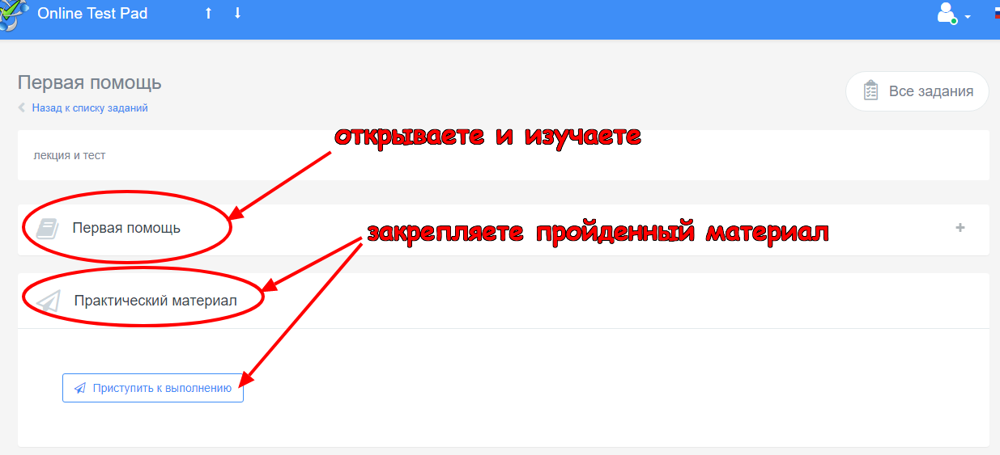 Online Test Pad
Первая помощь
Назад к списку заданий
Все задания
открываете и изучаете
лекция и тест
Первая помощь
закрепляете пройденный материал
Практический материал
Приступить к выполнению